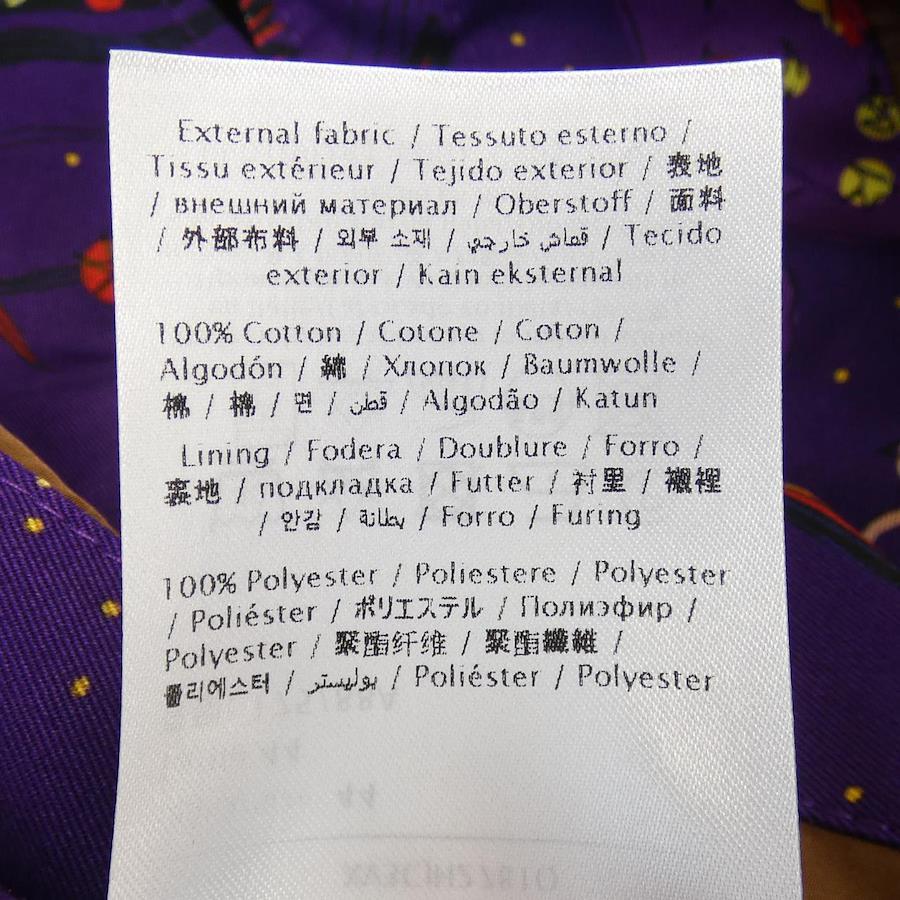 External fabric / Tessuto esterno /
Tissu extérieur / Tejido exterior / 表地
/ внешний материал / Oberstoff / 面料
/ 外部布料 / 외부 소재 / قماش خارجي / Tecido
exterior / Kain eksternal
100% Cotton / Cotone / Coton /
Algodón / 綿 / Хлопок / Baumwolle /
棉 / 棉 / 면 / قطن / Algodão / Katun
Lining / Fodera / Doublure / Forro /
裏地 / подкладка / Futter / 衬里 / 襯裡
/ 안감 / بطانة / Forro / Furing
100% Polyester / Poliestere / Polyester
/ Poliéster / ポリエステル / Полиэфир /
Polyester / 聚酯纤维 / 聚酯纖維 /
폴리에스터 / بوليستر / Poliéster / Polyester